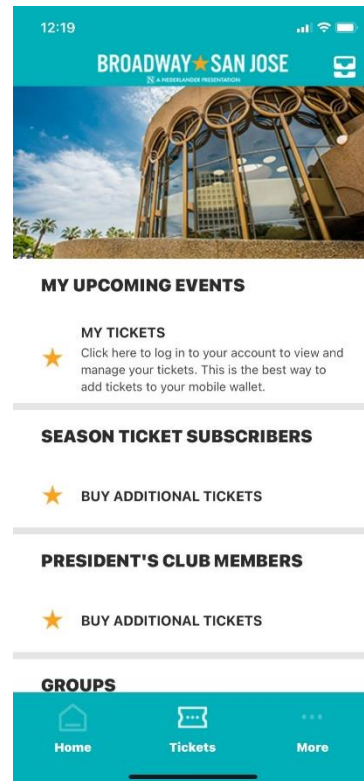 12:19
BROADWAY★SAN JOSE
N A NEDERLANDER PRESENTATION
MY UPCOMING EVENTS
MY TICKETS
Click here to log in to your account to view and
manage your tickets. This is the best way to
add tickets to your mobile wallet.
SEASON TICKET SUBSCRIBERS
BUY ADDITIONAL TICKETS
PRESIDENT'S CLUB MEMBERS
BUY ADDITIONAL TICKETS
GROUPS
Home Tickets More